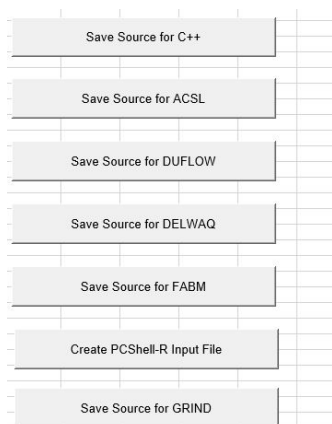 Save Source for C++
Save Source for ACSL
Save Source for DUFLOW
Save Source for DELWAQ
Save Source for FABM
Create PCShell-R Input File
Save Source for GRIND